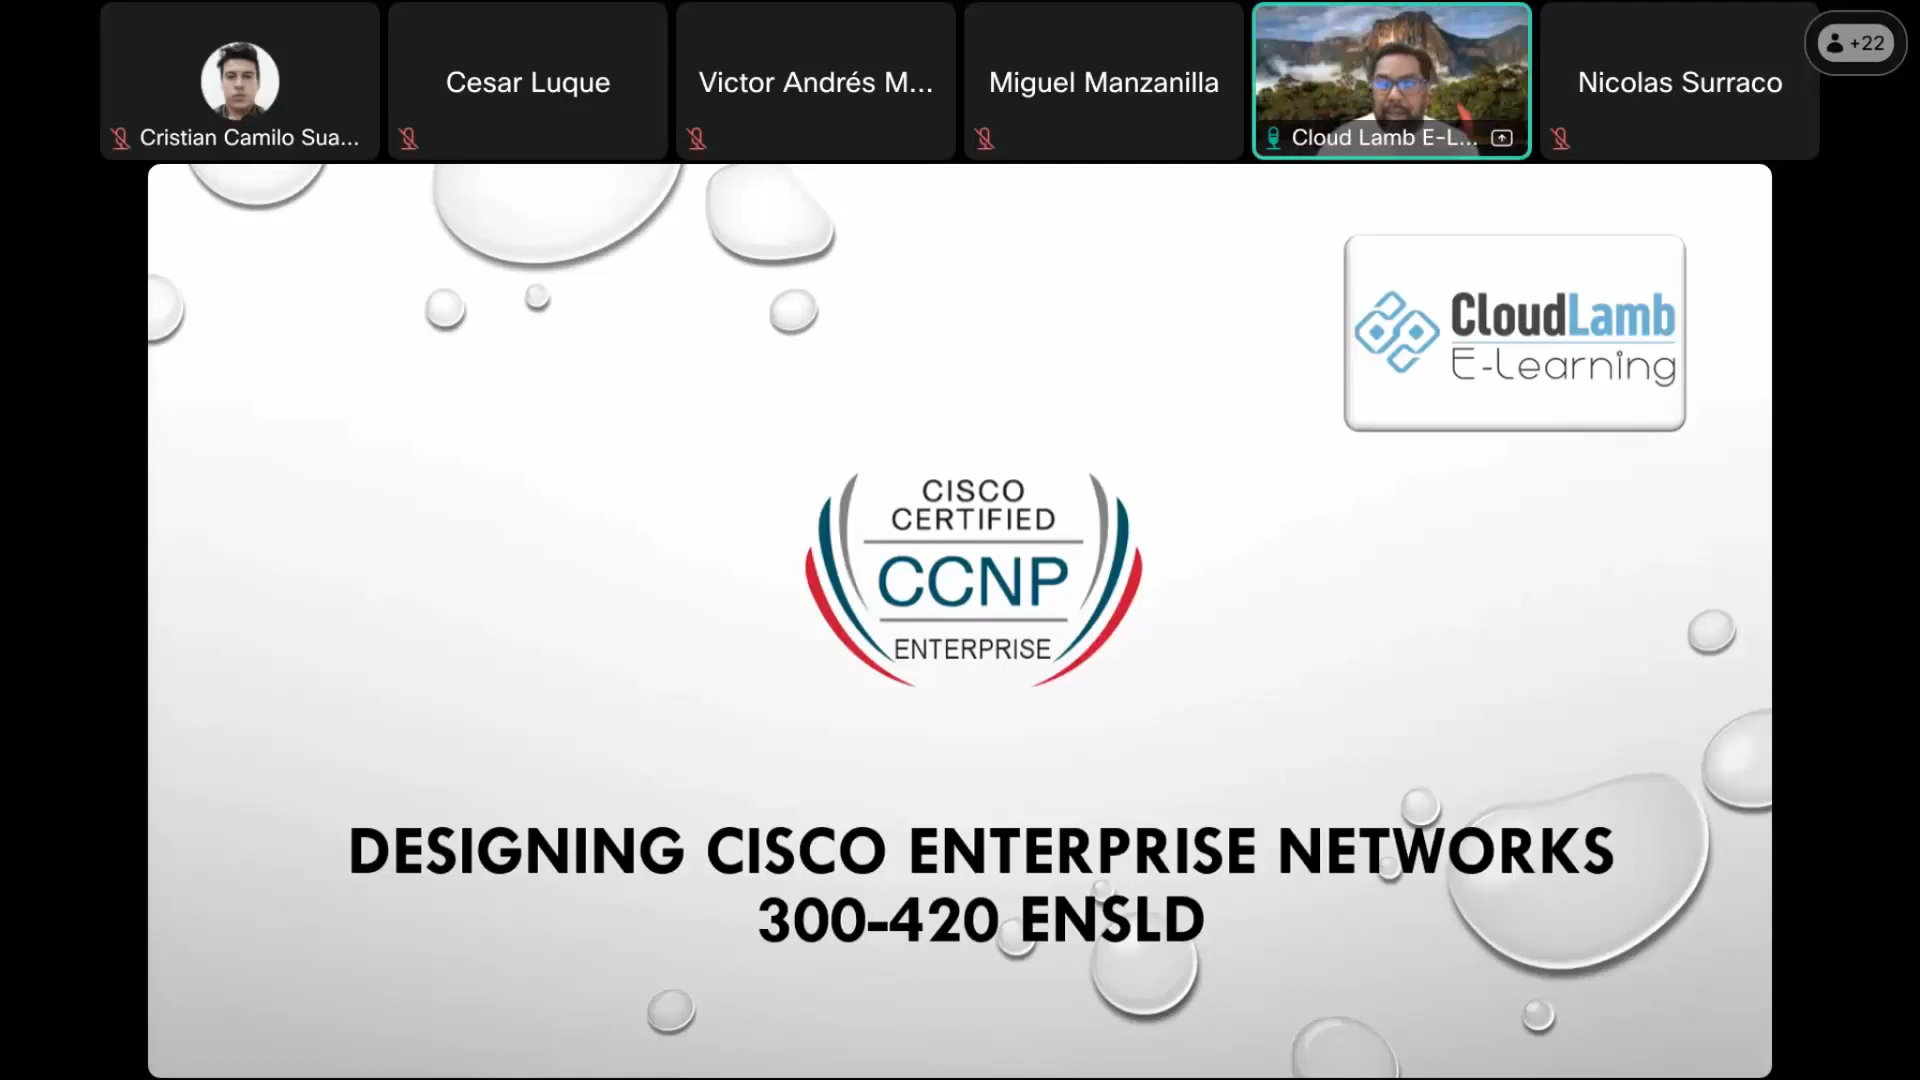 Cristian Camilo Sua...
Cesar Luque
Victor Andrés M...
Miguel Manzanilla
Cloud Lamb E-L...
Nicolas Surraco
+22
CloudLamb
E-Learning
CISCO
CERTIFIED
CCNP
ENTERPRISE
DESIGNING CISCO ENTERPRISE NETWORKS
300-420 ENSLD